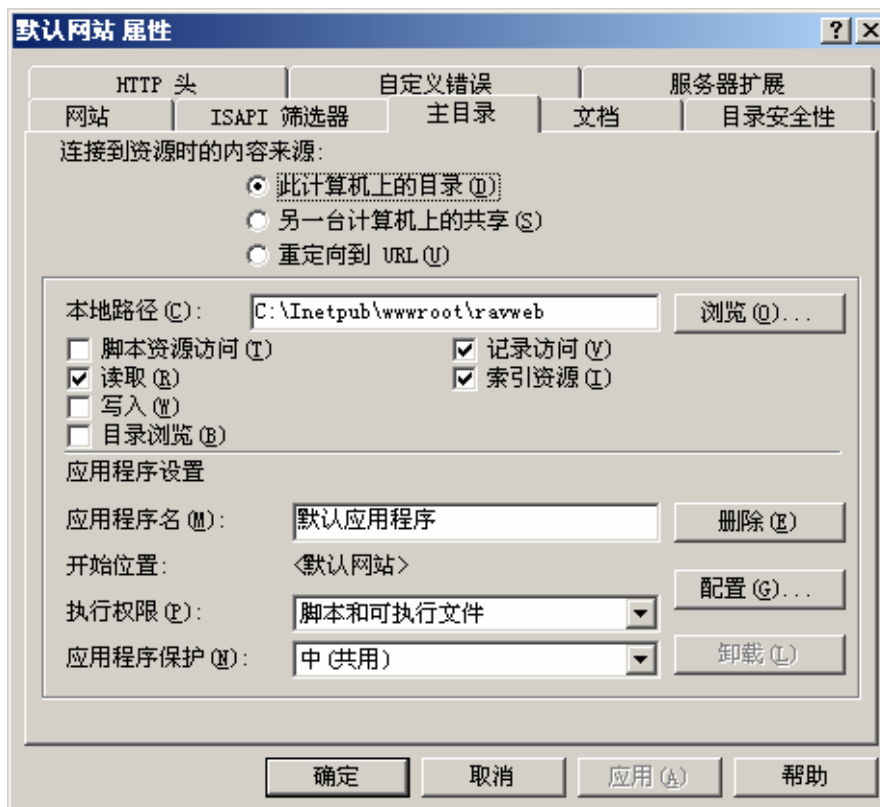 默认网站 属性
HTTP 头 自定义错误 服务器扩展
网站 ISAPI 筛选器 主目录 文档 目录安全性
连接到资源时的内容来源:
此计算机上的目录(D)
另一台计算机上的共享(S)
重定向到 URL(U)
本地路径(C): C:\Inetpub\wwwroot\ravweb 浏览(O)...
脚本资源访问(T) 记录访问(V)
读取(R) 索引资源(I)
写入(W)
目录浏览(B)
应用程序设置
应用程序名(M): 默认应用程序 删除(E)
开始位置: <默认网站>
配置(G)...
执行权限(P): 脚本和可执行文件
应用程序保护(N): 中(共用) 卸载(L)
确定 取消 应用(A) 帮助